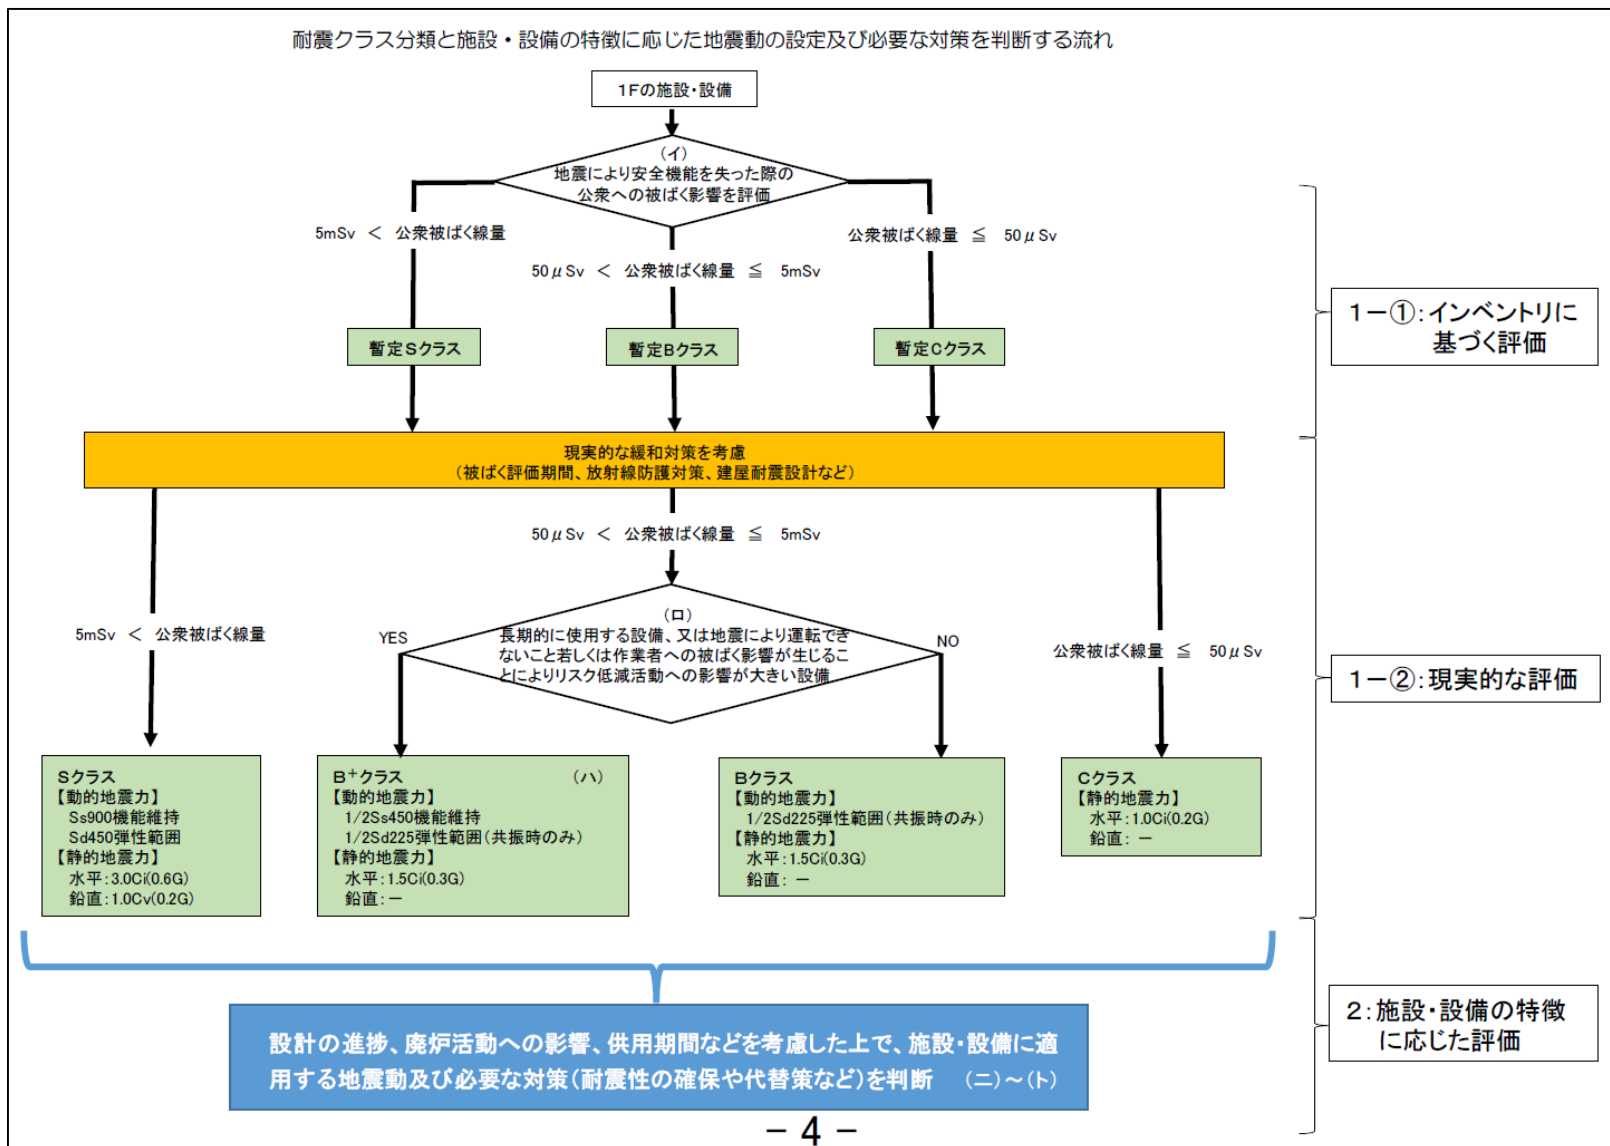 耐震クラス分類と施設・設備の特徴に応じた地震動の設定及び必要な対策を判断する流れ
1Fの施設・設備
(イ)
地震により安全機能を失った際の
公衆への被ばく影響を評価
5mSv ＜ 公衆被ばく線量
50μSv ＜ 公衆被ばく線量 ≦ 5mSv
公衆被ばく線量 ≦ 50μSv
暫定Sクラス
暫定Bクラス
暫定Cクラス
1－①：インベントリに
基づく評価
現実的な緩和対策を考慮
(被ばく評価期間、放射線防護対策、建屋耐震設計など)
50μSv ＜ 公衆被ばく線量 ≦ 5mSv
5mSv ＜ 公衆被ばく線量
YES
(ロ)
長期的に使用する設備、又は地震により運転でき
ないこと若しくは作業者への被ばく影響が生じるこ
とによりリスク低減活動への影響が大きい設備
NO
公衆被ばく線量 ≦ 50μSv
1－②：現実的な評価
Sクラス
【動的地震力】
Ss900機能維持
Sd450弾性範囲
【静的地震力】
水平：3.0Ci(0.6G)
鉛直：1.0Cv(0.2G)
B⁺クラス (ハ)
【動的地震力】
1/2Ss450機能維持
1/2Sd225弾性範囲(共振時のみ)
【静的地震力】
水平：1.5Ci(0.3G)
鉛直：－
Bクラス
【動的地震力】
1/2Sd225弾性範囲(共振時のみ)
【静的地震力】
水平：1.5Ci(0.3G)
鉛直：－
Cクラス
【静的地震力】
水平：1.0Ci(0.2G)
鉛直：－
設計の進捗、廃炉活動への影響、供用期間などを考慮した上で、施設・設備に適
用する地震動及び必要な対策(耐震性の確保や代替策など)を判断 (ニ)～(ト)
2：施設・設備の特徴
に応じた評価
－ 4 －